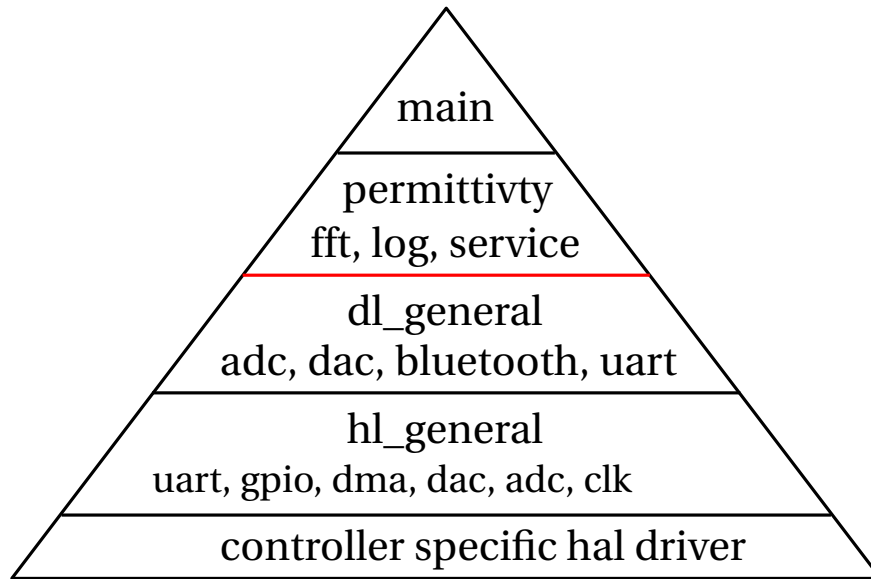 main
permittivty
fft, log, service
dl_general
adc, dac, bluetooth, uart
hl_general
uart, gpio, dma, dac, adc, clk
controller specific hal driver